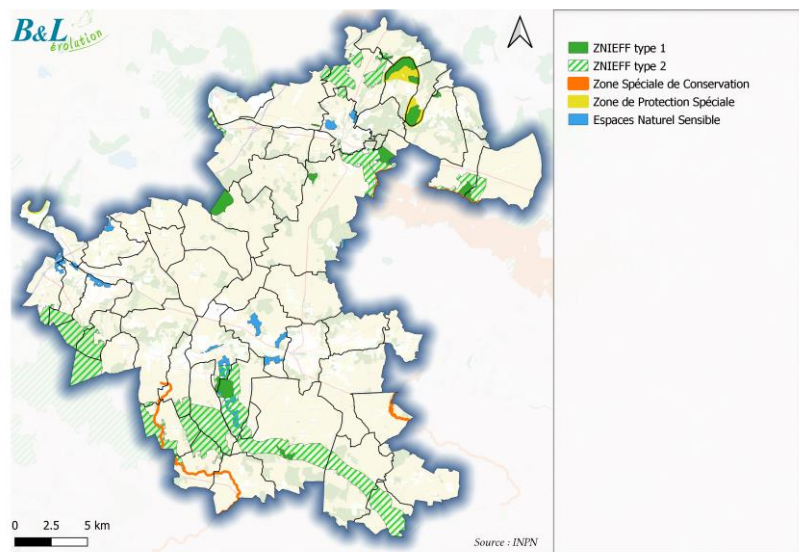 B&L
évolution
ZNIEFF type 1
ZNIEFF type 2
Zone Spéciale de Conservation
Zone de Protection Spéciale
Espaces Naturel Sensible
0 2.5 5 km
Source : INPN